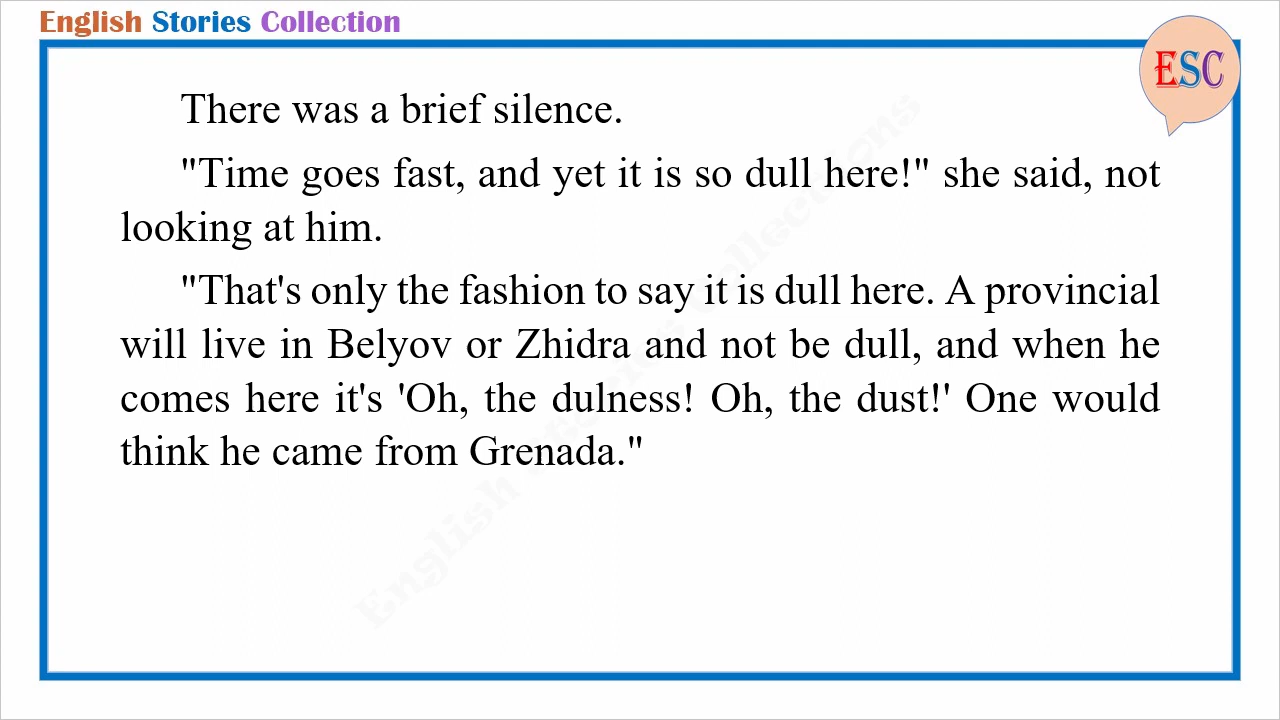 English Stories Collection
ESC
There was a brief silence.
"Time goes fast, and yet it is so dull here!" she said, not
looking at him.
"That's only the fashion to say it is dull here. A provincial
will live in Belyov or Zhidra and not be dull, and when he
comes here it's 'Oh, the dulness! Oh, the dust!' One would
think he came from Grenada."
English Stories Collections